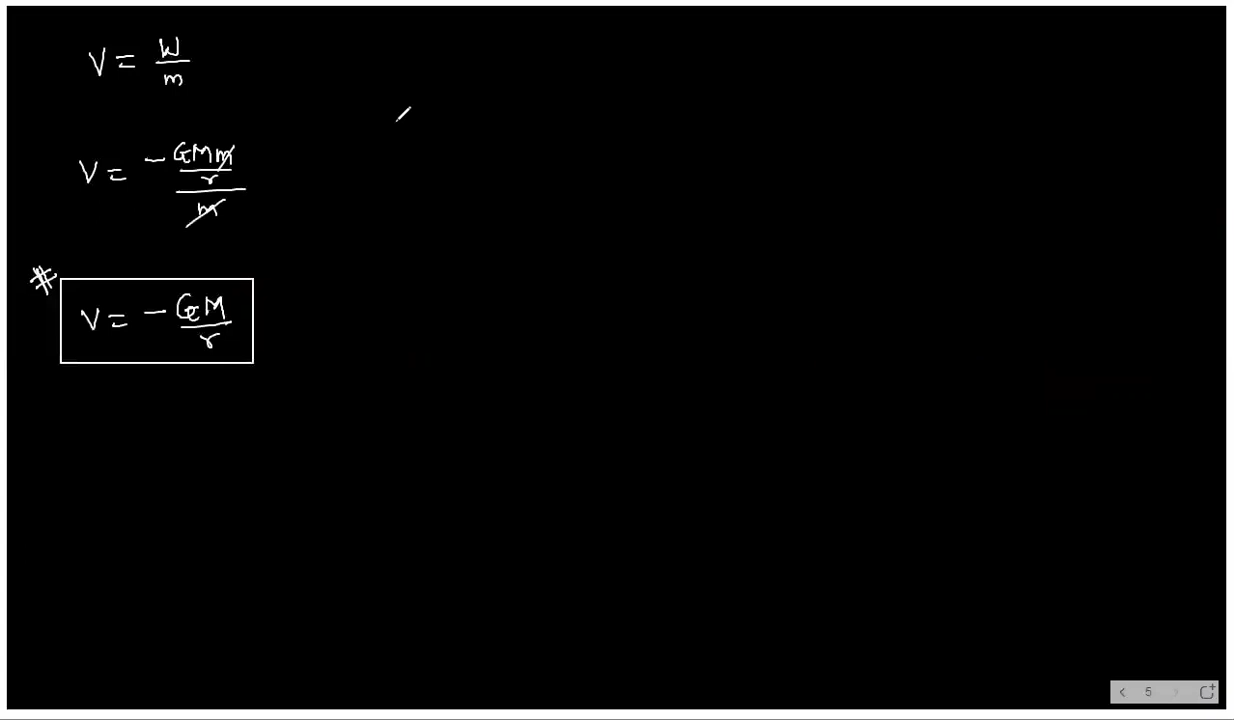 V = W/m
V = - (GMm/r)/m
# V = - GM/r
5